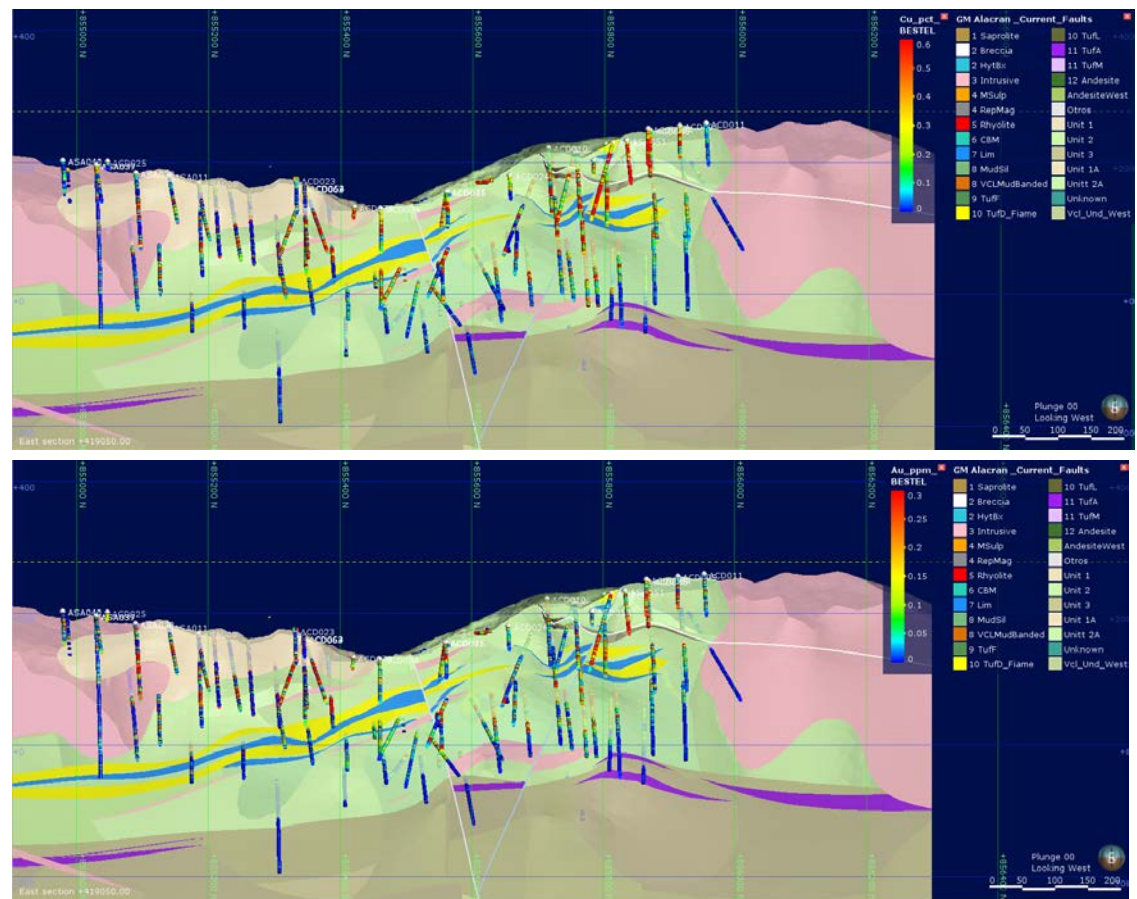 Cu_pct_
BESTEL
0.6
0.5
0.4
0.3
0.2
0.1
0
GM Alacran _Current_Faults
1 Saprolite
2 Breccia
2 HytBx
3 Intrusive
4 MSulp
4 RepMag
5 Rhyolite
6 CBM
7 Lim
8 MudSil
8 VCLMudBanded
9 TufF
10 TufD_Fiame
10 TufL
11 TufA
11 TufM
12 Andesite
AndesiteWest
Otros
Unit 1
Unit 2
Unit 3
Unit 1A
Unitt 2A
Unknown
Vcl_Und_West
+400
+855000 N
+855200 N
+855400 N
+855600 N
+855800 N
+856000 N
+856200 N
ACD025
ASA011
ACD023
ACD063
ACD011
+0
Plunge 00
Looking West
0 50 100 150 200
East section +419050.00
Au_ppm_
BESTEL
0.3
0.25
0.2
0.15
0.1
0.05
0
GM Alacran _Current_Faults
1 Saprolite
2 Breccia
2 HytBx
3 Intrusive
4 MSulp
4 RepMag
5 Rhyolite
6 CBM
7 Lim
8 MudSil
8 VCLMudBanded
9 TufF
10 TufD_Fiame
10 TufL
11 TufA
11 TufM
12 Andesite
AndesiteWest
Otros
Unit 1
Unit 2
Unit 3
Unit 1A
Unitt 2A
Unknown
Vcl_Und_West
+400
+855000 N
+855200 N
+855400 N
+855600 N
+855800 N
+856000 N
+856200 N
ACD025
ASA011
ACD023
ACD063
ACD011
+0
Plunge 00
Looking West
0 50 100 150 200
East section +419050.00